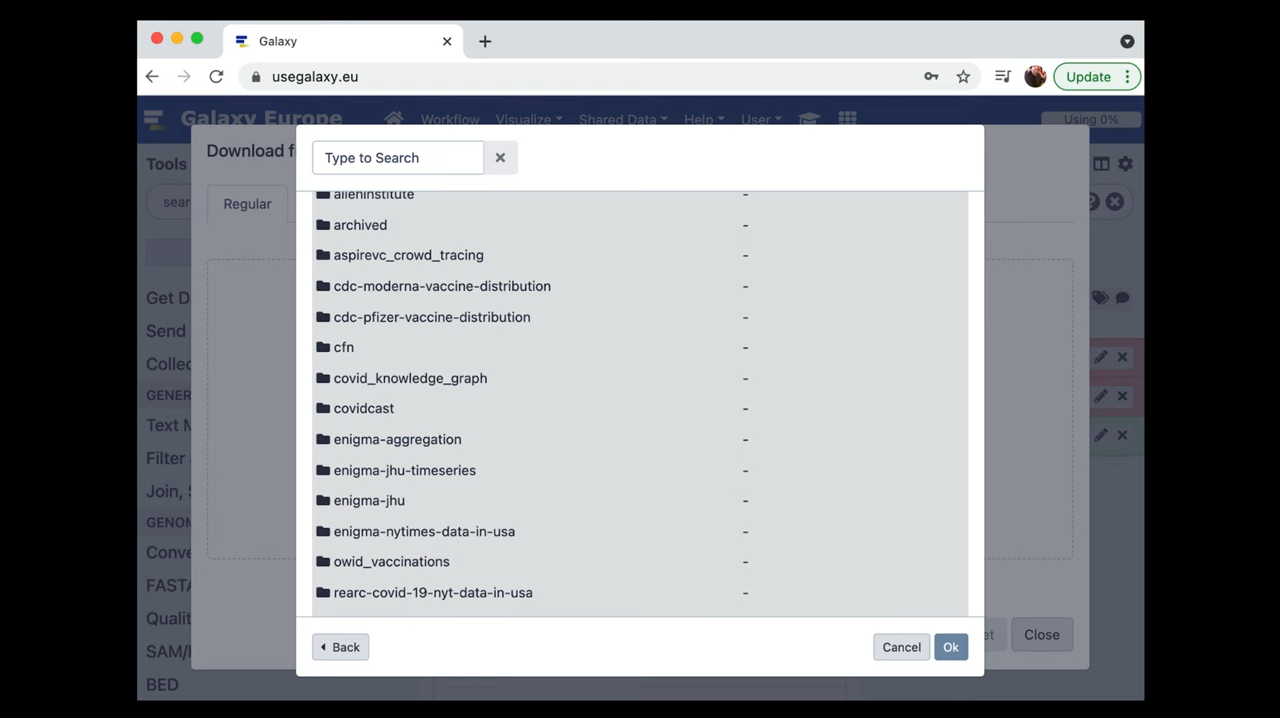 Galaxy
usegalaxy.eu
Update
Galaxy Europe
Workflow Visualize Shared Data Help User
Using 0%
Tools
Download f
Type to Search
Regular
sear
alleninstitute -
archived -
aspirevc_crowd_tracing -
cdc-moderna-vaccine-distribution -
cdc-pfizer-vaccine-distribution -
cfn -
covid_knowledge_graph -
covidcast -
enigma-aggregation -
enigma-jhu-timeseries -
enigma-jhu -
enigma-nytimes-data-in-usa -
owid_vaccinations -
rearc-covid-19-nyt-data-in-usa -
Get D
Send
Collec
GENER
Text M
Filter
Join, S
GENOM
Conve
FASTA
Qualit
SAM/
BED
et
Close
Back
Cancel
Ok